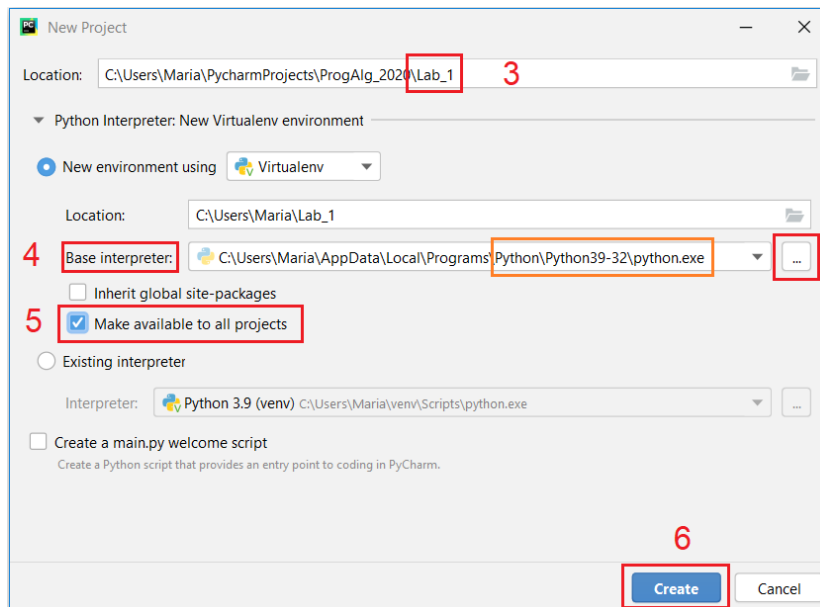 New Project
Location: C:\Users\Maria\PycharmProjects\ProgAlg_2020\Lab_1 3
Python Interpreter: New Virtualenv environment
New environment using Virtualenv
Location: C:\Users\Maria\Lab_1
4 Base interpreter: C:\Users\Maria\AppData\Local\Programs\Python\Python39-32\python.exe ...
Inherit global site-packages
5 Make available to all projects
Existing interpreter
Interpreter: Python 3.9 (venv) C:\Users\Maria\venv\Scripts\python.exe ...
Create a main.py welcome script
Create a Python script that provides an entry point to coding in PyCharm.
6
Create Cancel